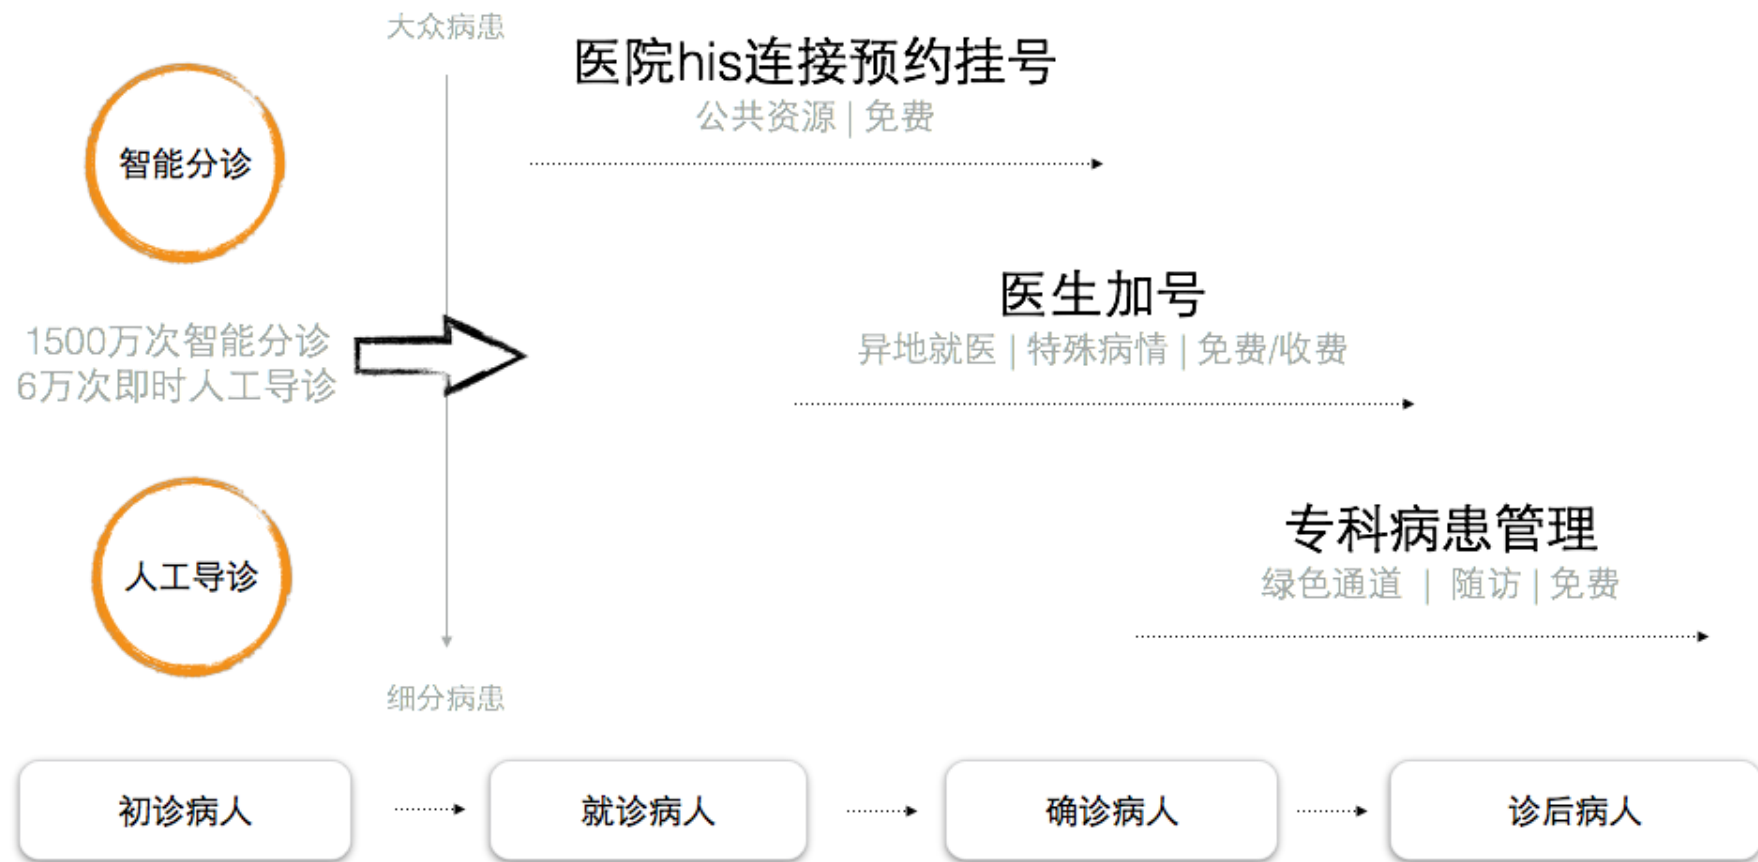 大众病患
医院his连接预约挂号
公共资源 | 免费
智能分诊
医生加号
异地就医 | 特殊病情 | 免费/收费
1500万次智能分诊
6万次即时人工导诊
专科病患管理
绿色通道 | 随访 | 免费
人工导诊
细分病患
初诊病人
就诊病人
确诊病人
诊后病人